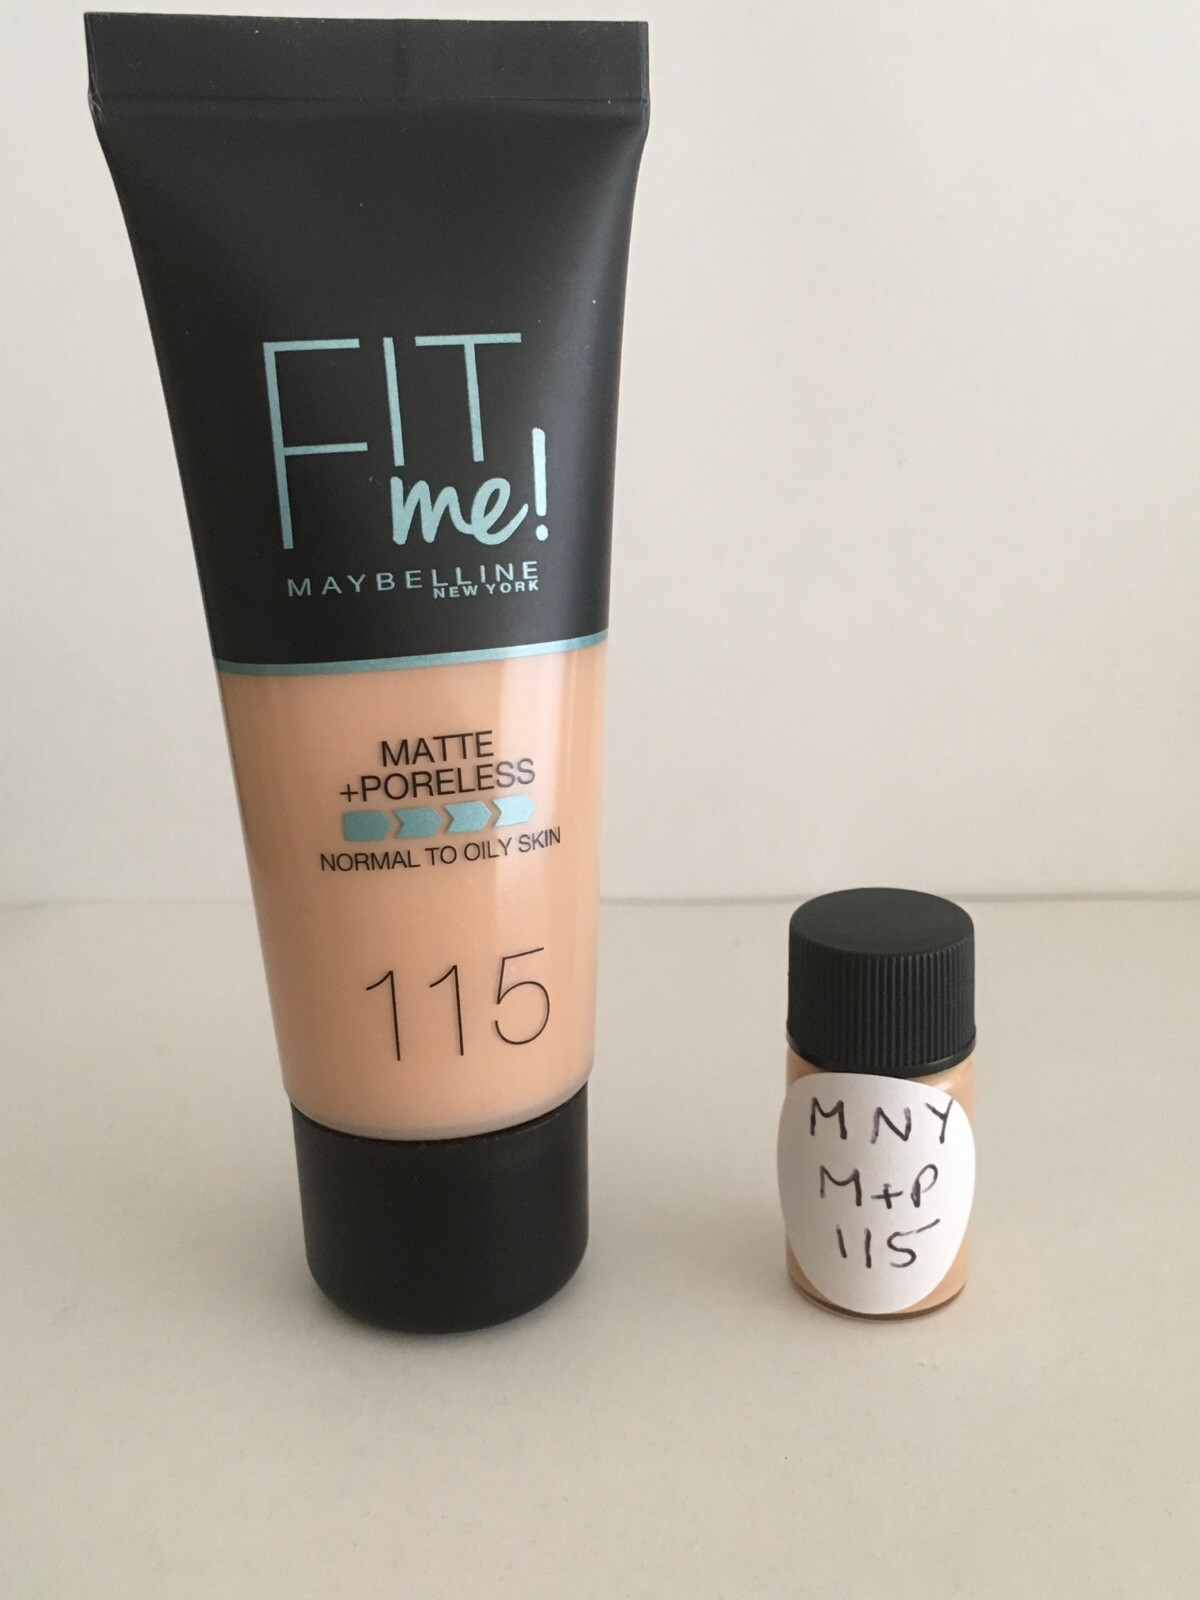 FIT
me!
MAYBELLINE
NEW YORK
MATTE
+PORELESS
NORMAL TO OILY SKIN
115
MNY
M+P
115